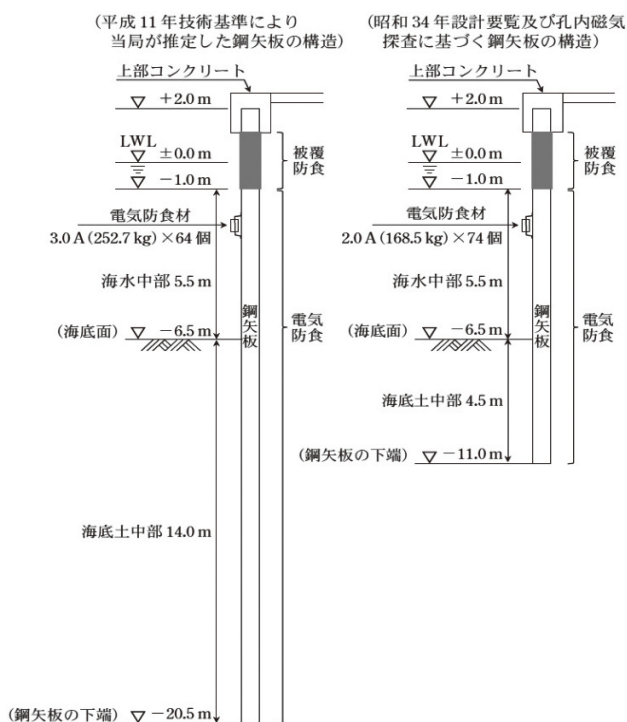 (平成11年技術基準により
当局が推定した鋼矢板の構造)
上部コンクリート
▽ +2.0 m
LWL
▽ ±0.0 m
▽ −1.0 m
被覆
防食
電気防食材
3.0 A (252.7 kg)×64個
海水中部 5.5 m
鋼矢板
電気
防食
(海底面) ▽ −6.5 m
海底土中部 14.0 m
(鋼矢板の下端) ▽ −20.5 m
(昭和34年設計要覧及び孔内磁気
探査に基づく鋼矢板の構造)
上部コンクリート
▽ +2.0 m
LWL
▽ ±0.0 m
▽ −1.0 m
被覆
防食
電気防食材
2.0 A (168.5 kg)×74個
海水中部 5.5 m
鋼矢板
電気
防食
(海底面) ▽ −6.5 m
海底土中部 4.5 m
(鋼矢板の下端) ▽ −11.0 m